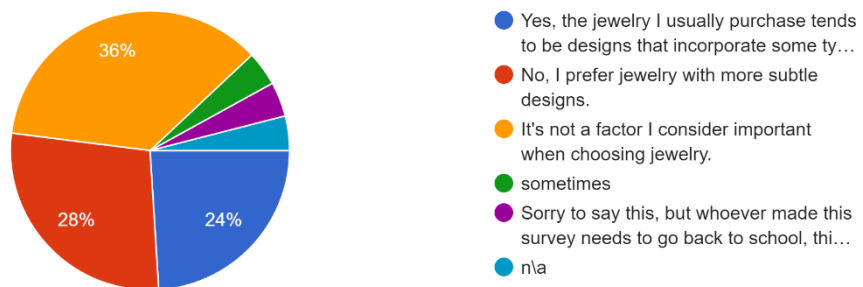 36%
28%
24%
Yes, the jewelry I usually purchase tends
to be designs that incorporate some ty…
No, I prefer jewelry with more subtle
designs.
It's not a factor I consider important
when choosing jewelry.
sometimes
Sorry to say this, but whoever made this
survey needs to go back to school, thi…
n\a